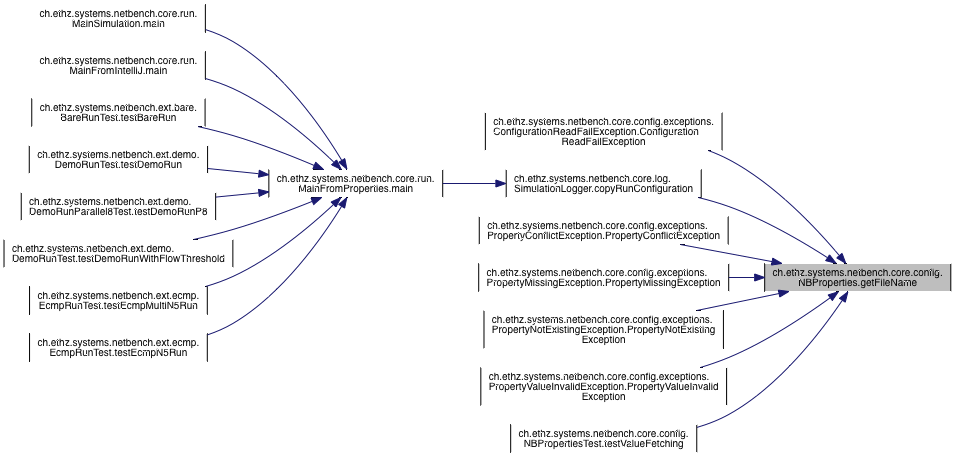 ch.ethz.systems.netbench.core.run.
MainSimulation.main
ch.ethz.systems.netbench.core.run.
MainFromIntelliJ.main
ch.ethz.systems.netbench.ext.bare.
BareRunTest.testBareRun
ch.ethz.systems.netbench.ext.demo.
DemoRunTest.testDemoRun
ch.ethz.systems.netbench.ext.demo.
DemoRunParallel8Test.testDemoRunP8
ch.ethz.systems.netbench.ext.demo.
DemoRunTest.testDemoRunWithFlowThreshold
ch.ethz.systems.netbench.ext.ecmp.
EcmpRunTest.testEcmpMultiN5Run
ch.ethz.systems.netbench.ext.ecmp.
EcmpRunTest.testEcmpN5Run
ch.ethz.systems.netbench.core.run.
MainFromProperties.main
ch.ethz.systems.netbench.core.config.exceptions.
ConfigurationReadFailException.Configuration
ReadFailException
ch.ethz.systems.netbench.core.log.
SimulationLogger.copyRunConfiguration
ch.ethz.systems.netbench.core.config.exceptions.
PropertyConflictException.PropertyConflictException
ch.ethz.systems.netbench.core.config.exceptions.
PropertyMissingException.PropertyMissingException
ch.ethz.systems.netbench.core.config.exceptions.
PropertyNotExistingException.PropertyNotExisting
Exception
ch.ethz.systems.netbench.core.config.exceptions.
PropertyValueInvalidException.PropertyValueInvalid
Exception
ch.ethz.systems.netbench.core.config.
NBPropertiesTest.testValueFetching
ch.ethz.systems.netbench.core.config.
NBProperties.getFileName